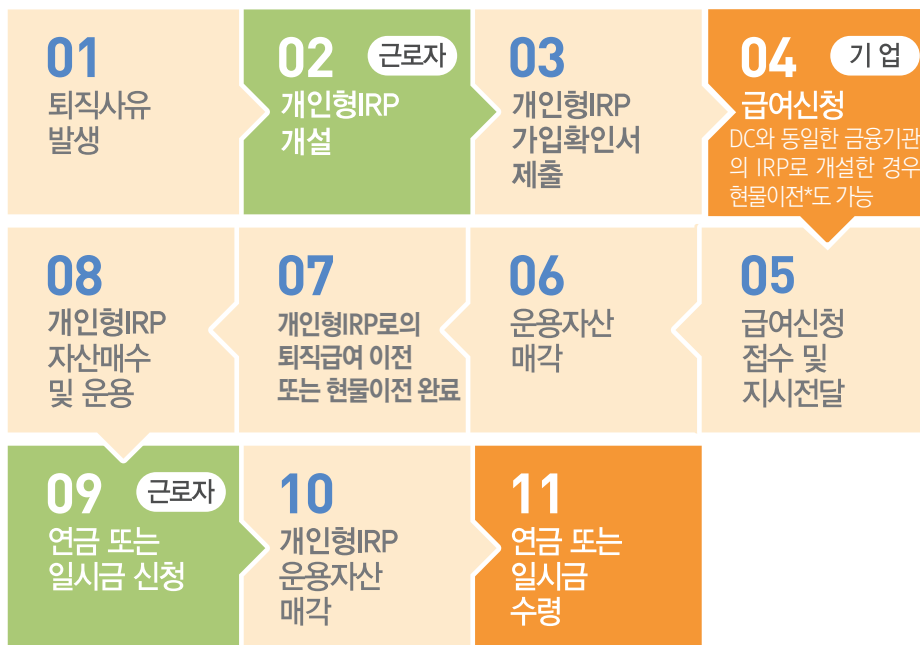 01
퇴직사유
발생
02 근로자
개인형IRP
개설
03
개인형IRP
가입확인서
제출
04 기 업
급여신청
DC와 동일한 금융기관
의 IRP로 개설한 경우
현물이전*도 가능
05
급여신청
접수 및
지시전달
06
운용자산
매각
07
개인형IRP로의
퇴직급여 이전
또는 현물이전 완료
08
개인형IRP
자산매수
및 운용
09 근로자
연금 또는
일시금 신청
10
개인형IRP
운용자산
매각
11
연금 또는
일시금
수령